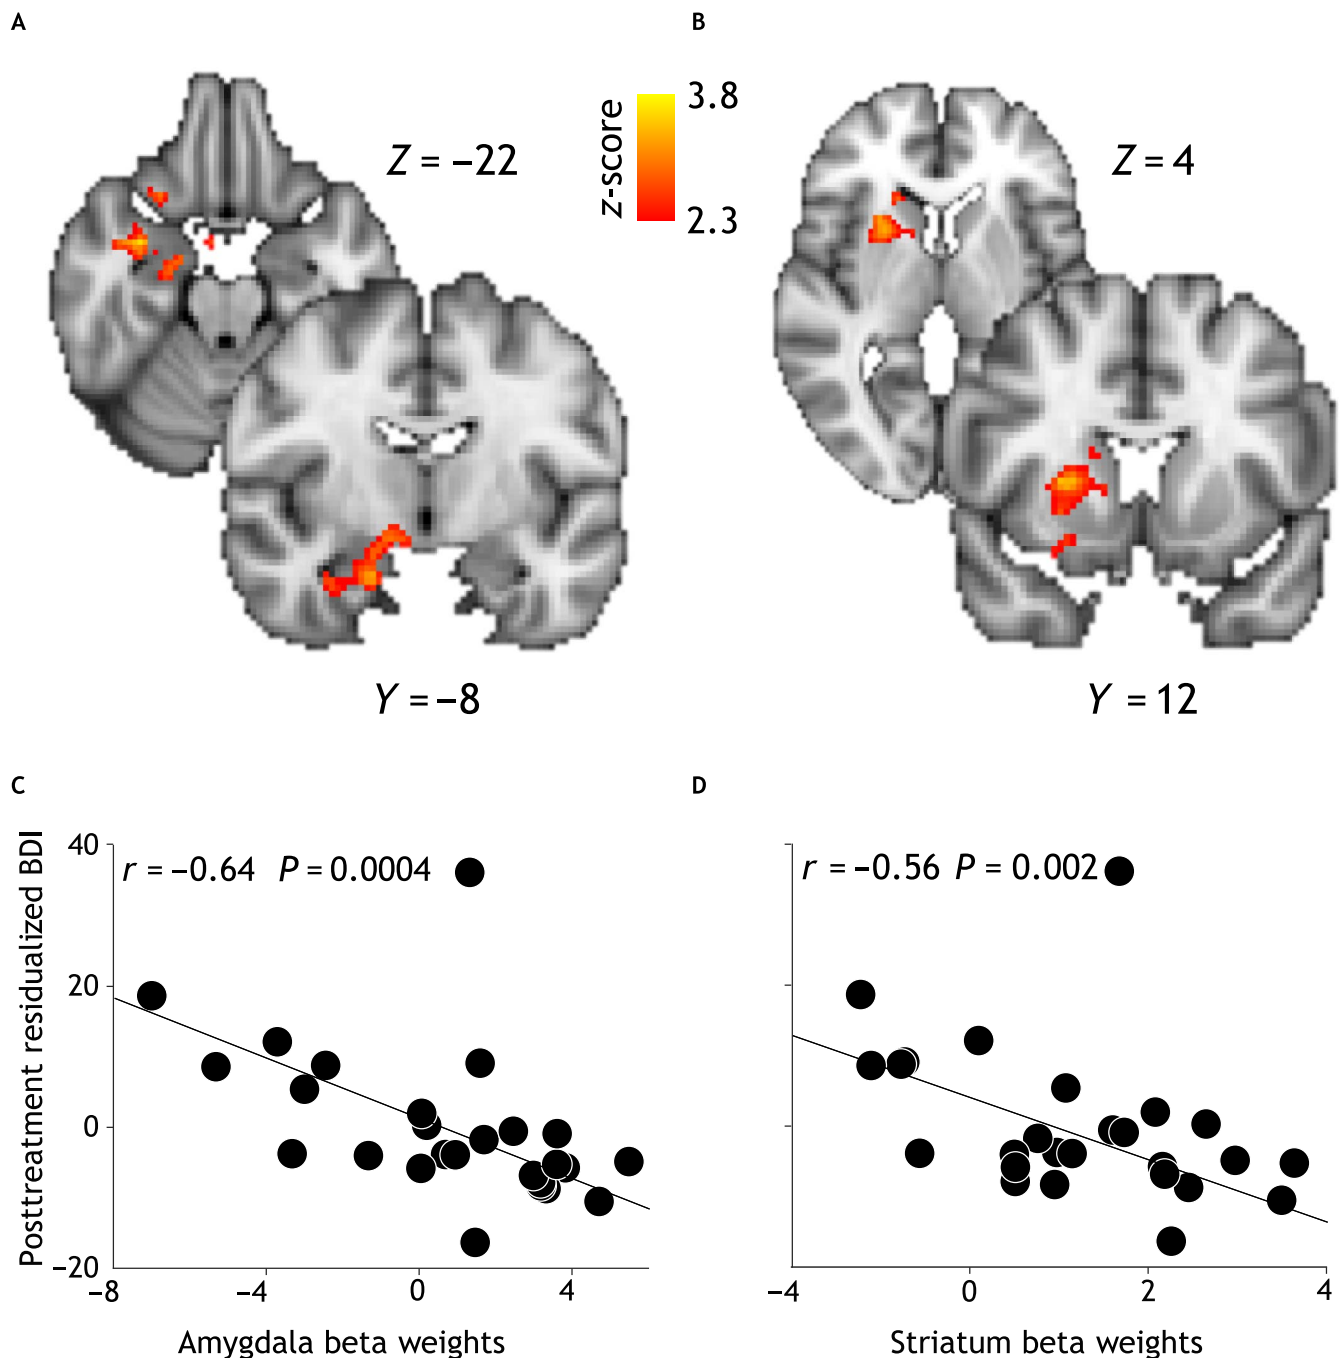 A
B
z-score
3.8
2.3
Z = −22
Z = 4
Y = −8
Y = 12
C
D
Posttreatment residualized BDI
40
20
0
−20
r = −0.64 P = 0.0004
r = −0.56 P = 0.002
−8 −4 0 4
−4 0 2 4
Amygdala beta weights
Striatum beta weights